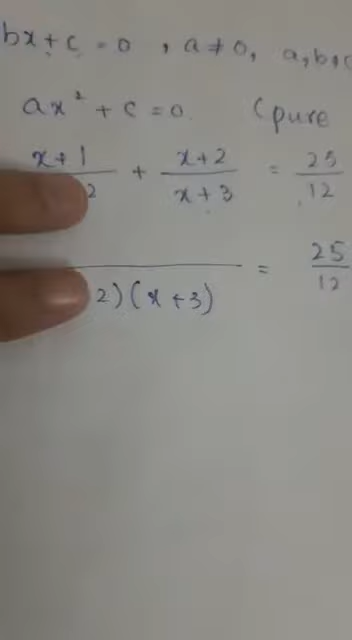 bx + c = 0 , a ≠ 0, a, b,
ax² + c = 0 (pure
x+1 / 2 + x+2 / x+3 = 25 / 12
2)(x+3) = 25 / 12